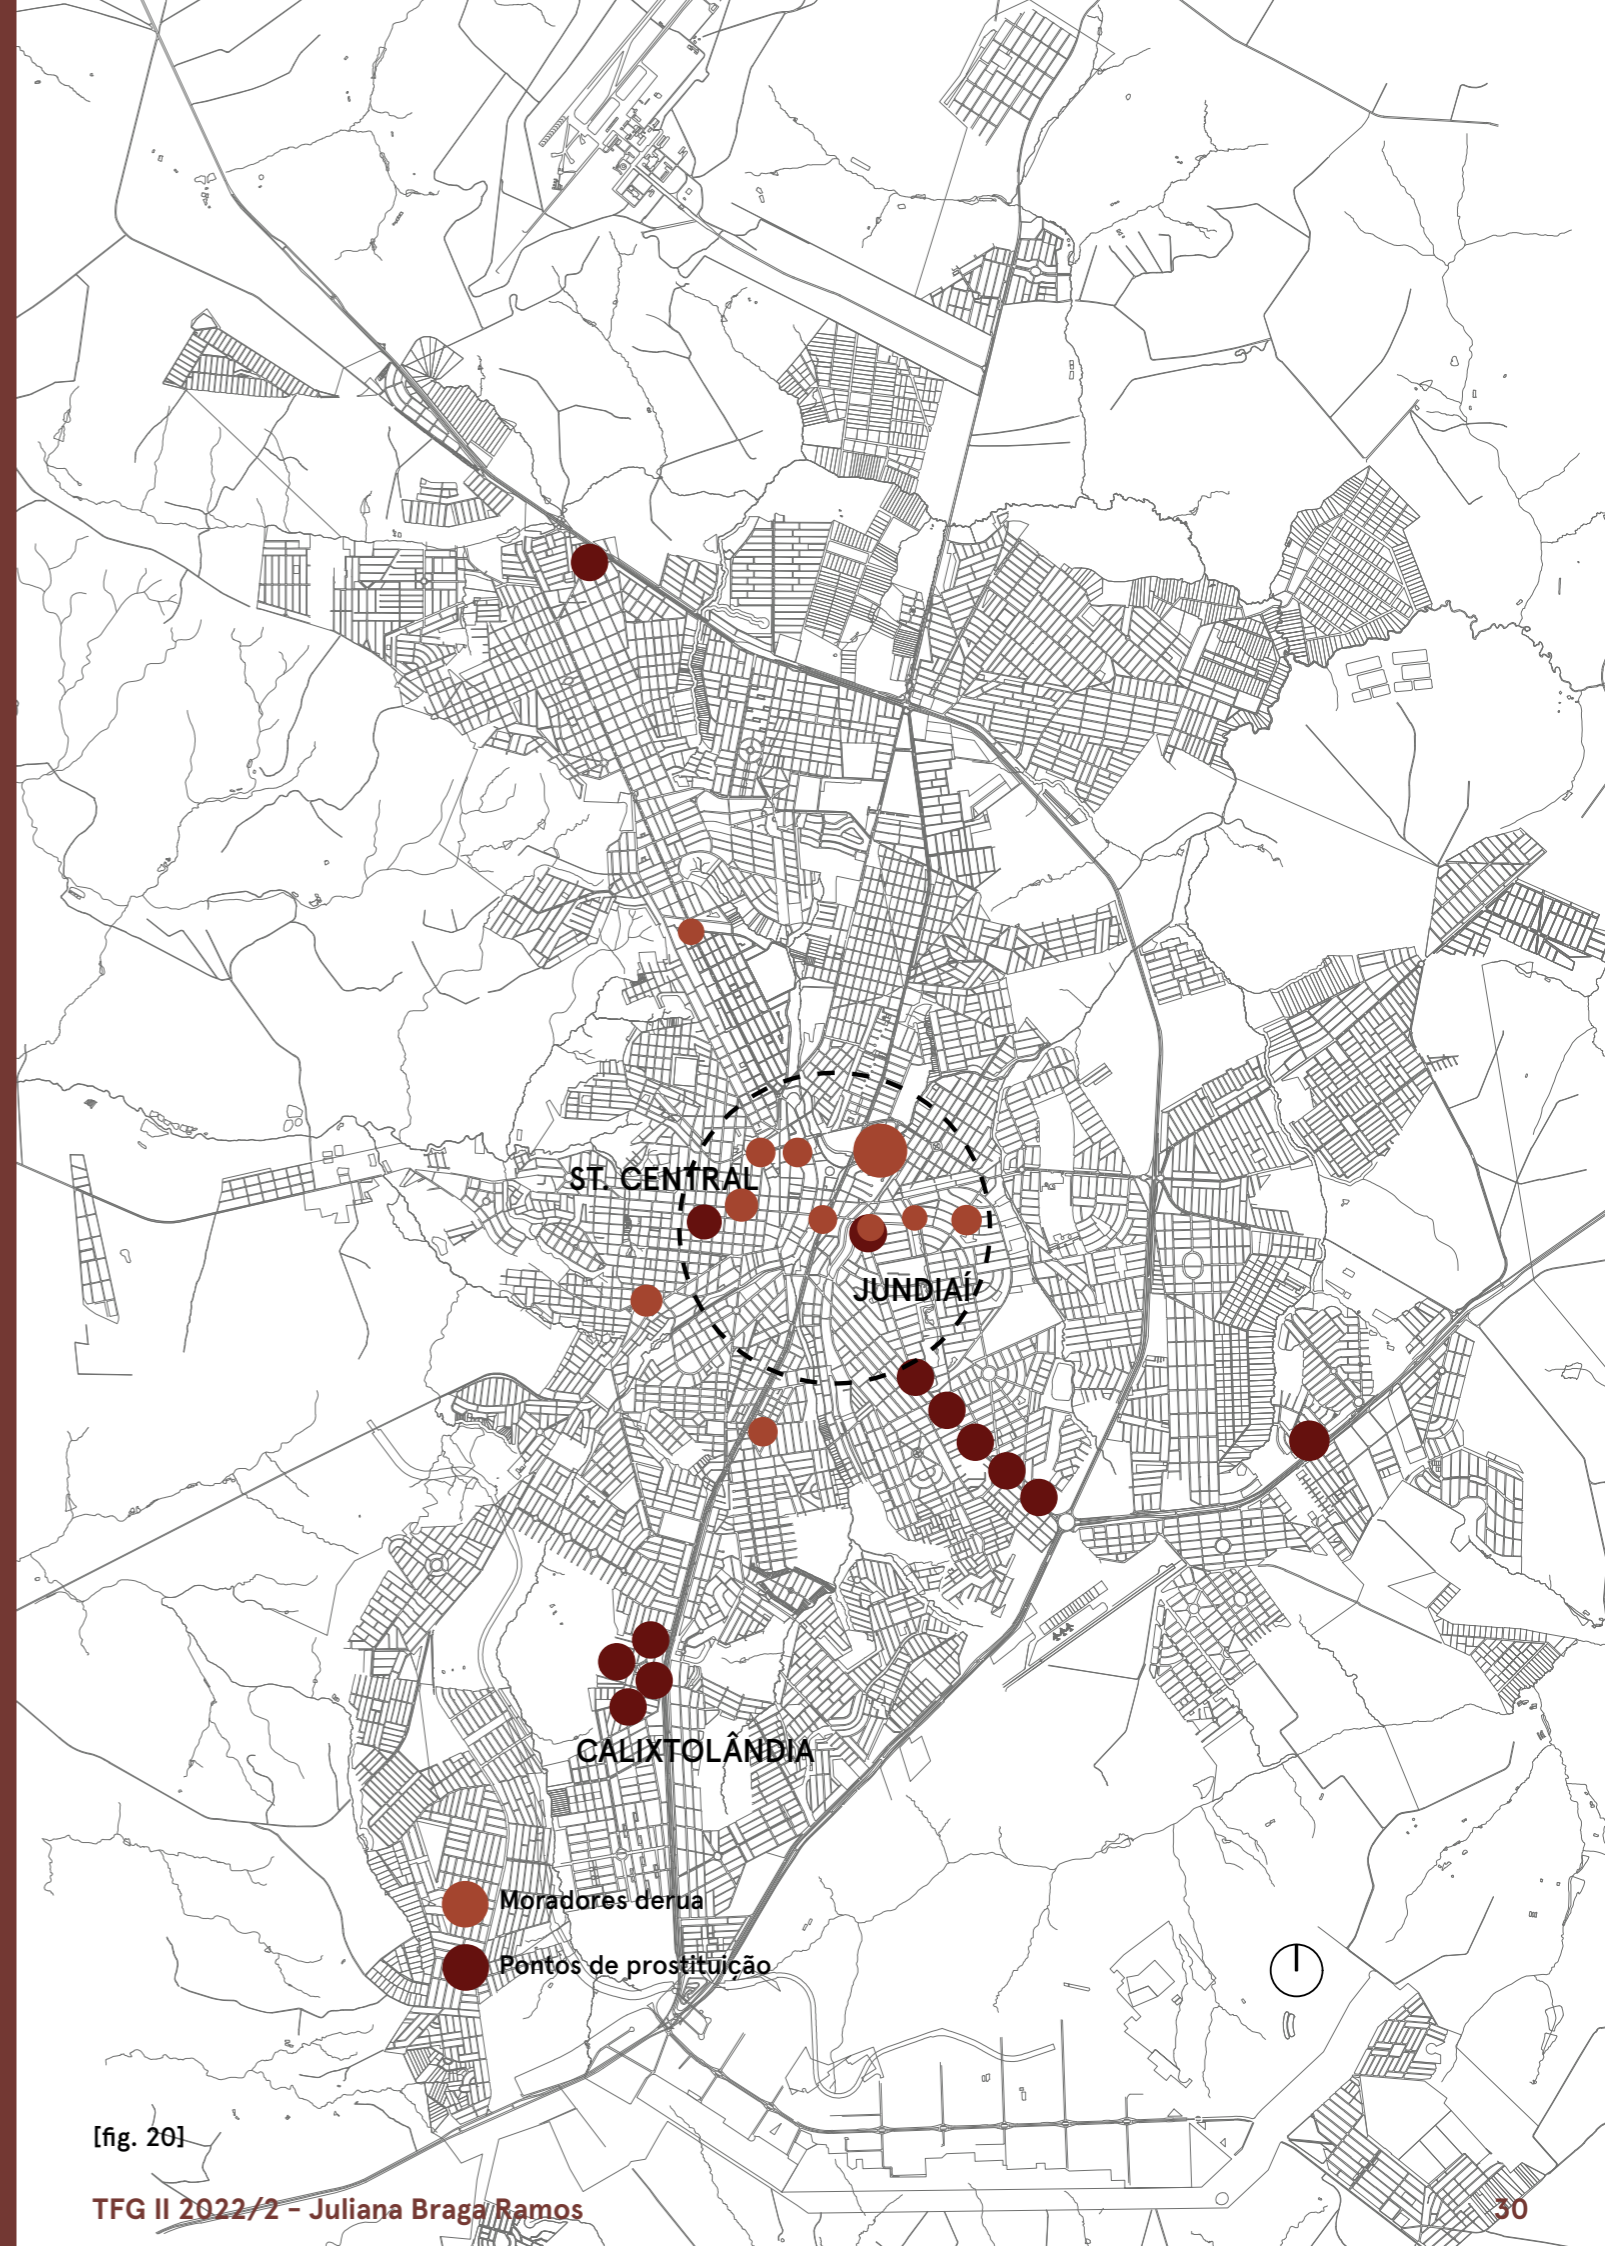 ST. CENTRAL
JUNDIAÍ
CALIXTOLÂNDIA
Moradores derua
Pontos de prostituição
[fig. 20]
TFG II 2022/2 - Juliana Braga Ramos
30